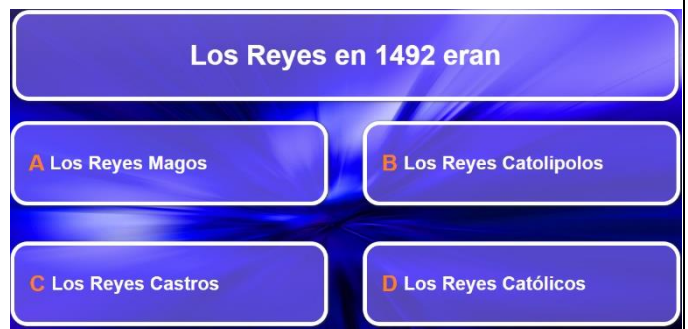 Los Reyes en 1492 eran
A Los Reyes Magos
B Los Reyes Catolipolos
C Los Reyes Castros
D Los Reyes Católicos